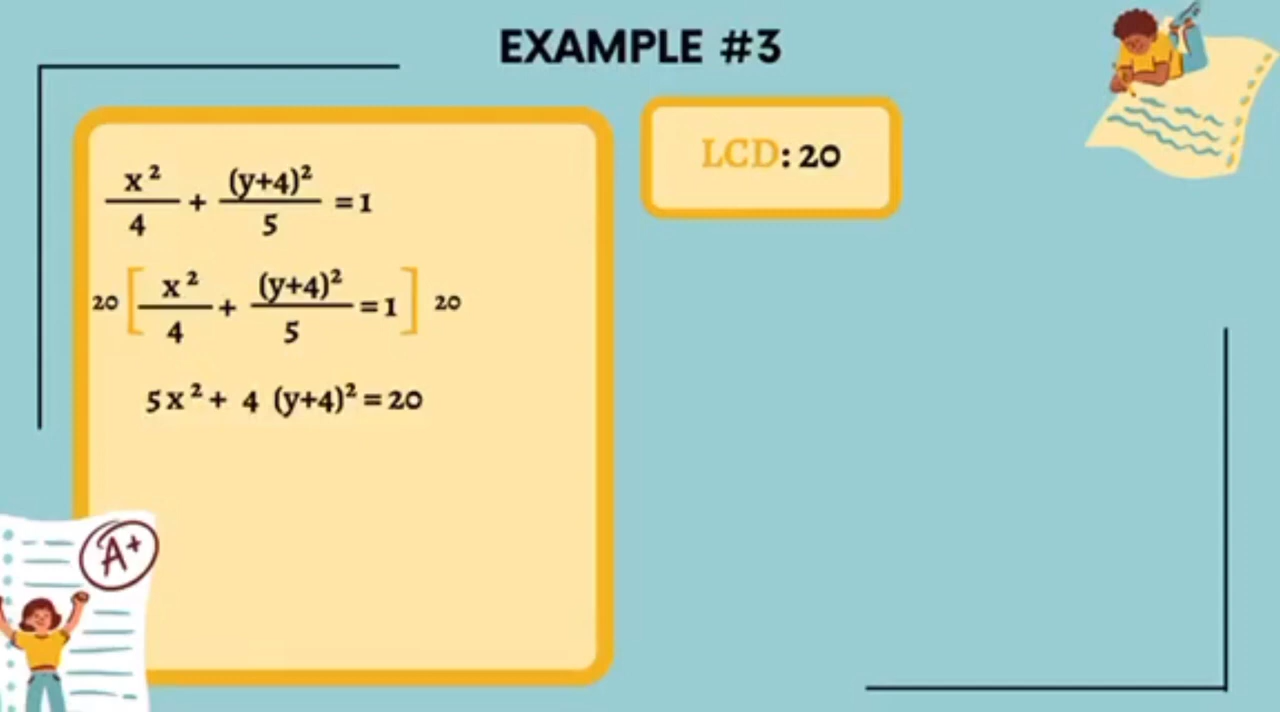 EXAMPLE #3
LCD: 20
x²/4 + (y+4)²/5 = 1
20 [ x²/4 + (y+4)²/5 = 1 ] 20
5x² + 4 (y+4)² = 20
A+